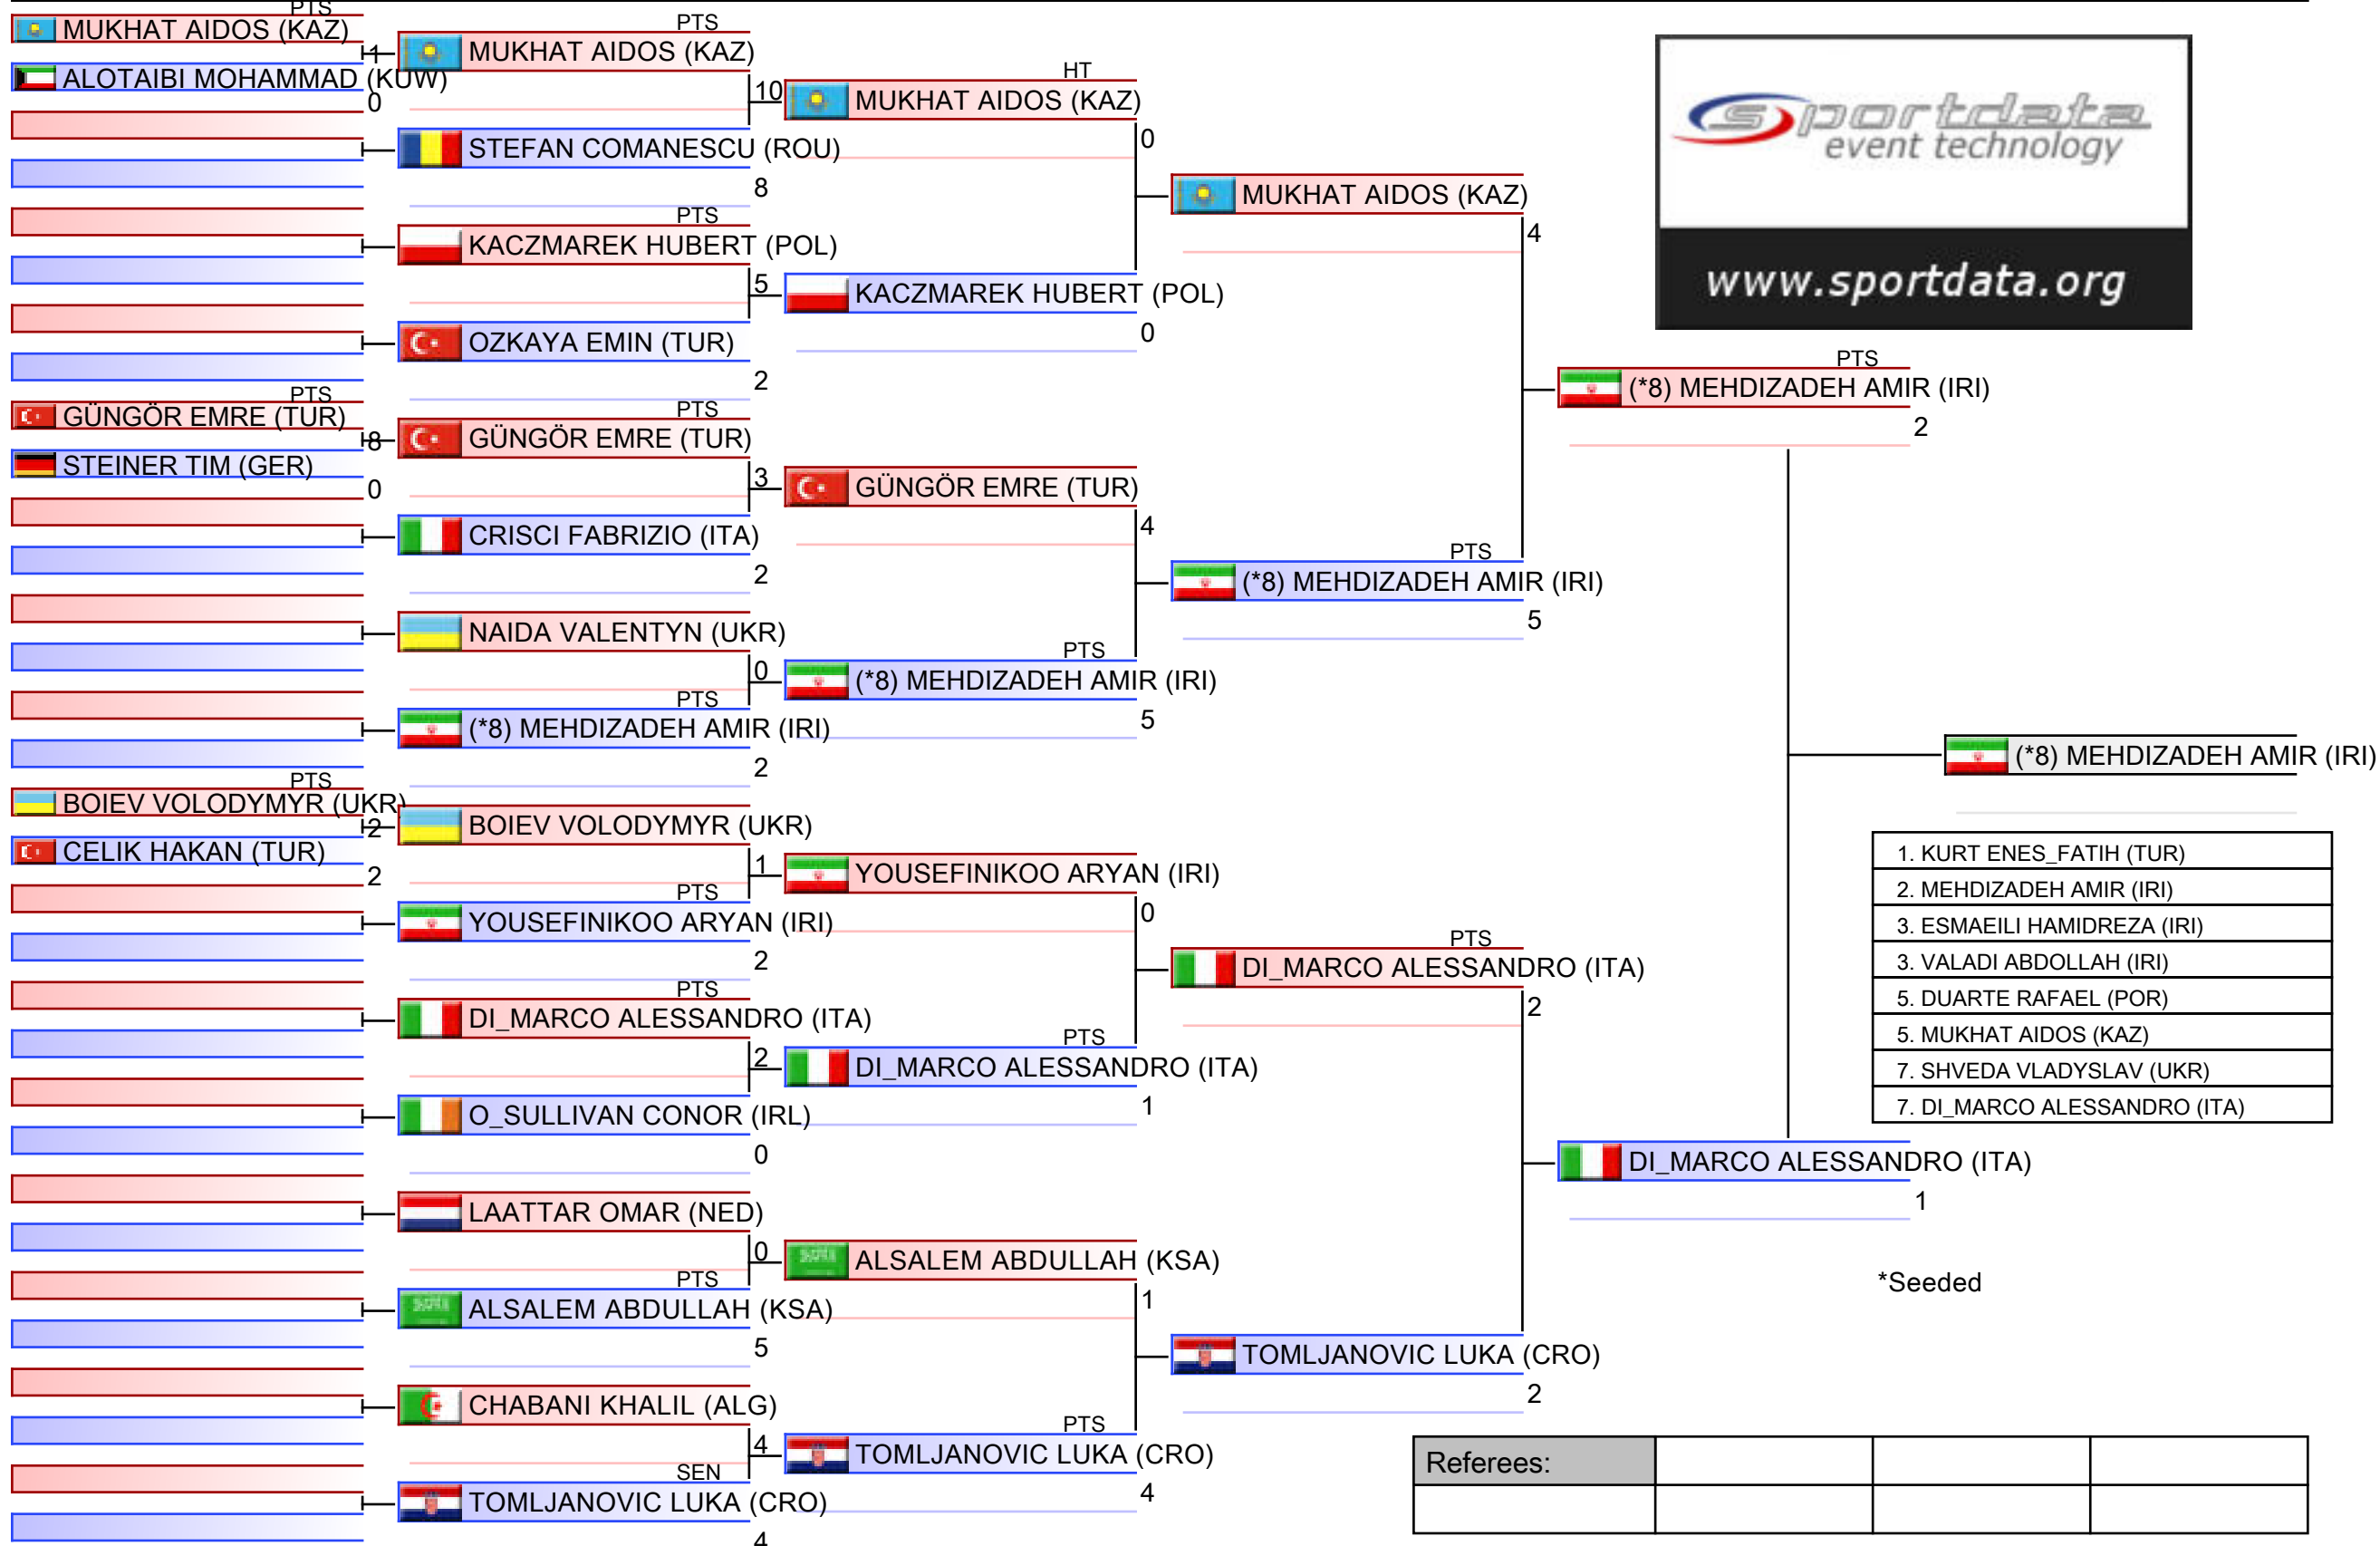 PTS
MUKHAT AIDOS (KAZ)
1
ALOTAIBI MOHAMMAD (KUW)
0
PTS
GÜNGÖR EMRE (TUR)
8
STEINER TIM (GER)
0
PTS
BOIEV VOLODYMYR (UKR)
2
CELIK HAKAN (TUR)
2
PTS
MUKHAT AIDOS (KAZ)
10
STEFAN COMANESCU (ROU)
8
PTS
KACZMAREK HUBERT (POL)
5
OZKAYA EMIN (TUR)
2
PTS
GÜNGÖR EMRE (TUR)
3
CRISCI FABRIZIO (ITA)
2
NAIDA VALENTYN (UKR)
0
PTS
(*8) MEHDIZADEH AMIR (IRI)
2
BOIEV VOLODYMYR (UKR)
1
PTS
YOUSEFINIKOO ARYAN (IRI)
2
PTS
DI_MARCO ALESSANDRO (ITA)
2
O_SULLIVAN CONOR (IRL)
0
LAATTAR OMAR (NED)
0
PTS
ALSALEM ABDULLAH (KSA)
5
CHABANI KHALIL (ALG)
4
SEN
TOMLJANOVIC LUKA (CRO)
4
HT
MUKHAT AIDOS (KAZ)
0
KACZMAREK HUBERT (POL)
0
GÜNGÖR EMRE (TUR)
4
PTS
(*8) MEHDIZADEH AMIR (IRI)
5
YOUSEFINIKOO ARYAN (IRI)
0
PTS
DI_MARCO ALESSANDRO (ITA)
1
ALSALEM ABDULLAH (KSA)
1
PTS
TOMLJANOVIC LUKA (CRO)
4
MUKHAT AIDOS (KAZ)
4
PTS
(*8) MEHDIZADEH AMIR (IRI)
5
PTS
DI_MARCO ALESSANDRO (ITA)
2
TOMLJANOVIC LUKA (CRO)
2
PTS
(*8) MEHDIZADEH AMIR (IRI)
2
DI_MARCO ALESSANDRO (ITA)
1
(*8) MEHDIZADEH AMIR (IRI)
sportdata
event technology
www.sportdata.org
1. KURT ENES_FATIH (TUR)
2. MEHDIZADEH AMIR (IRI)
3. ESMAEILI HAMIDREZA (IRI)
3. VALADI ABDOLLAH (IRI)
5. DUARTE RAFAEL (POR)
5. MUKHAT AIDOS (KAZ)
7. SHVEDA VLADYSLAV (UKR)
7. DI_MARCO ALESSANDRO (ITA)
*Seeded
Referees: